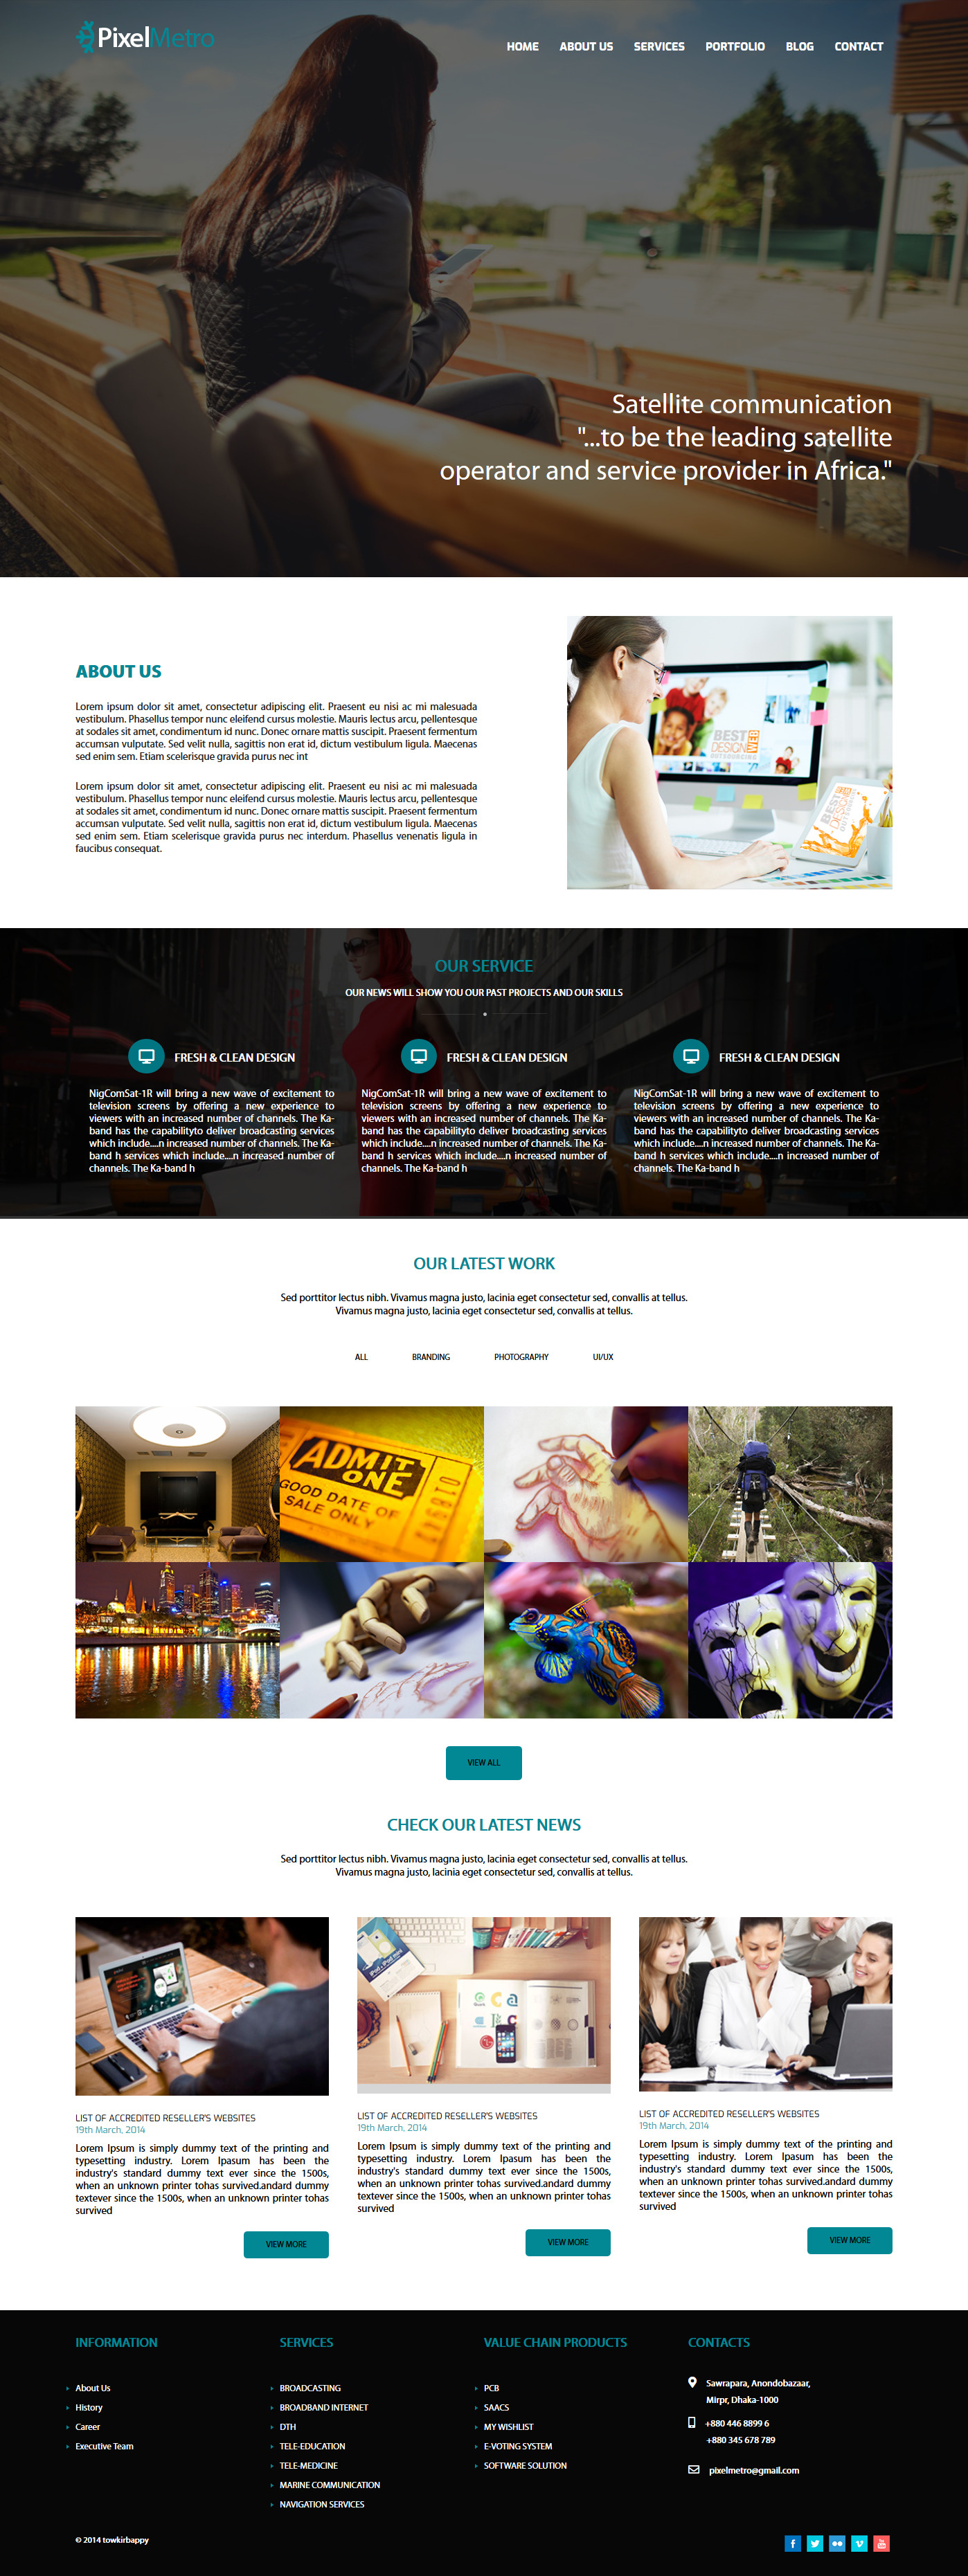 PixelMetro
HOME ABOUT US SERVICES PORTFOLIO BLOG CONTACT
Satellite communication
"...to be the leading satellite
operator and service provider in Africa."
ABOUT US
Lorem ipsum dolor sit amet, consectetur adipiscing elit. Praesent eu nisi ac mi malesuada
vestibulum. Phasellus tempor nunc eleifend cursus molestie. Mauris lectus arcu, pellentesque
at sodales sit amet, condimentum id nunc. Donec ornare mattis suscipit. Praesent fermentum
accumsan vulputate. Sed velit nulla, sagittis non erat id, dictum vestibulum ligula. Maecenas
sed enim sem. Etiam scelerisque gravida purus nec int
Lorem ipsum dolor sit amet, consectetur adipiscing elit. Praesent eu nisi ac mi malesuada
vestibulum. Phasellus tempor nunc eleifend cursus molestie. Mauris lectus arcu, pellentesque
at sodales sit amet, condimentum id nunc. Donec ornare mattis suscipit. Praesent fermentum
accumsan vulputate. Sed velit nulla, sagittis non erat id, dictum vestibulum ligula. Maecenas
sed enim sem. Etiam scelerisque gravida purus nec interdum. Phasellus venenatis ligula in
faucibus consequat.
BEST
DESIGN
WEB
OUTSOURCING
OUR SERVICE
OUR NEWS WILL SHOW YOU OUR PAST PROJECTS AND OUR SKILLS
FRESH & CLEAN DESIGN
NigComSat-1R will bring a new wave of excitement to
television screens by offering a new experience to
viewers with an increased number of channels. The Ka-
band has the capabilityto deliver broadcasting services
which include....n increased number of channels. The Ka-
band h services which include....n increased number of
channels. The Ka-band h
FRESH & CLEAN DESIGN
NigComSat-1R will bring a new wave of excitement to
television screens by offering a new experience to
viewers with an increased number of channels. The Ka-
band has the capabilityto deliver broadcasting services
which include....n increased number of channels. The Ka-
band h services which include....n increased number of
channels. The Ka-band h
FRESH & CLEAN DESIGN
NigComSat-1R will bring a new wave of excitement to
television screens by offering a new experience to
viewers with an increased number of channels. The Ka-
band has the capabilityto deliver broadcasting services
which include....n increased number of channels. The Ka-
band h services which include....n increased number of
channels. The Ka-band h
OUR LATEST WORK
Sed porttitor lectus nibh. Vivamus magna justo, lacinia eget consectetur sed, convallis at tellus.
Vivamus magna justo, lacinia eget consectetur sed, convallis at tellus.
ALL BRANDING PHOTOGRAPHY UI/UX
ADMIT
ONE
GOOD DATE OF
SALE ONLY
VIEW ALL
CHECK OUR LATEST NEWS
Sed porttitor lectus nibh. Vivamus magna justo, lacinia eget consectetur sed, convallis at tellus.
Vivamus magna justo, lacinia eget consectetur sed, convallis at tellus.
LIST OF ACCREDITED RESELLER'S WEBSITES
19th March, 2014
Lorem Ipsum is simply dummy text of the printing and
typesetting industry. Lorem Ipasum has been the
industry's standard dummy text ever since the 1500s,
when an unknown printer tohas survived.andard dummy
textever since the 1500s, when an unknown printer tohas
survived
VIEW MORE
LIST OF ACCREDITED RESELLER'S WEBSITES
19th March, 2014
Lorem Ipsum is simply dummy text of the printing and
typesetting industry. Lorem Ipasum has been the
industry's standard dummy text ever since the 1500s,
when an unknown printer tohas survived.andard dummy
textever since the 1500s, when an unknown printer tohas
survived
VIEW MORE
LIST OF ACCREDITED RESELLER'S WEBSITES
19th March, 2014
Lorem Ipsum is simply dummy text of the printing and
typesetting industry. Lorem Ipasum has been the
industry's standard dummy text ever since the 1500s,
when an unknown printer tohas survived.andard dummy
textever since the 1500s, when an unknown printer tohas
survived
VIEW MORE
INFORMATION
About Us
History
Career
Executive Team
SERVICES
BROADCASTING
BROADBAND INTERNET
DTH
TELE-EDUCATION
TELE-MEDICINE
MARINE COMMUNICATION
NAVIGATION SERVICES
VALUE CHAIN PRODUCTS
PCB
SAACS
MY WISHLIST
E-VOTING SYSTEM
SOFTWARE SOLUTION
CONTACTS
Sawrapara, Anondobazaar,
Mirpr, Dhaka-1000
+880 446 8899 6
+880 345 678 789
pixelmetro@gmail.com
© 2014 towkirbappy